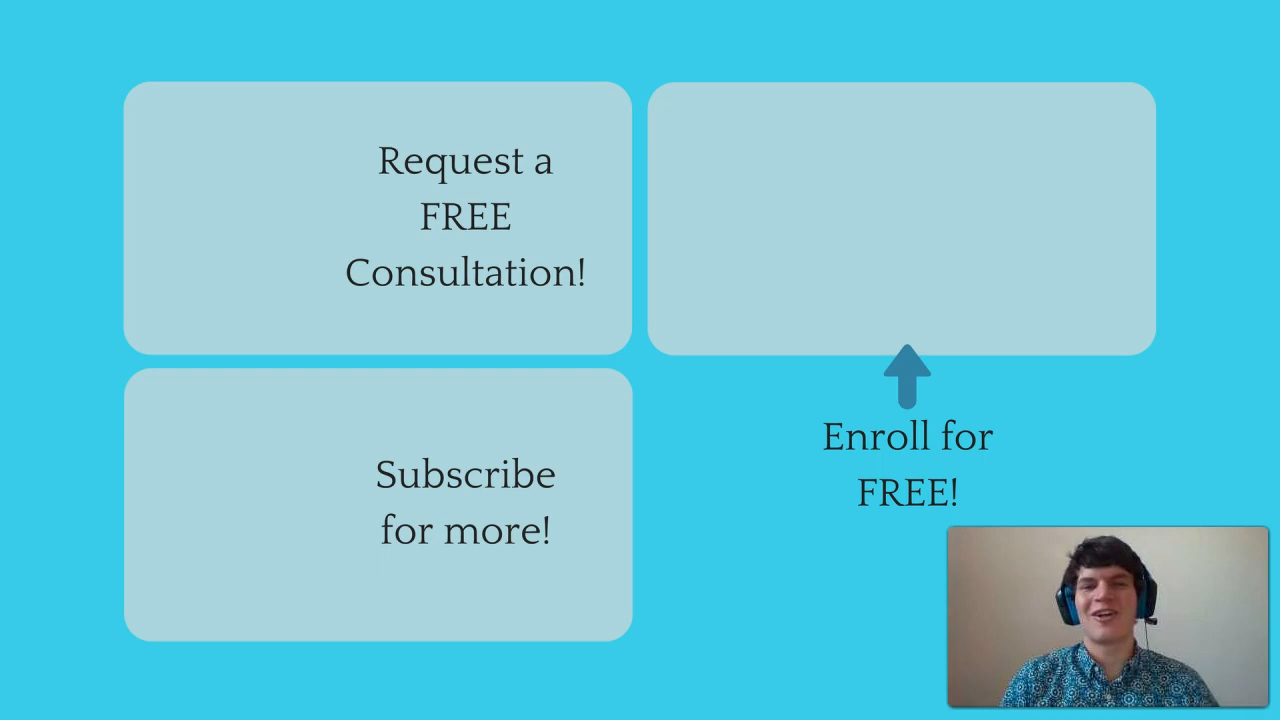 Request a
FREE
Consultation!
Subscribe
for more!
Enroll for
FREE!